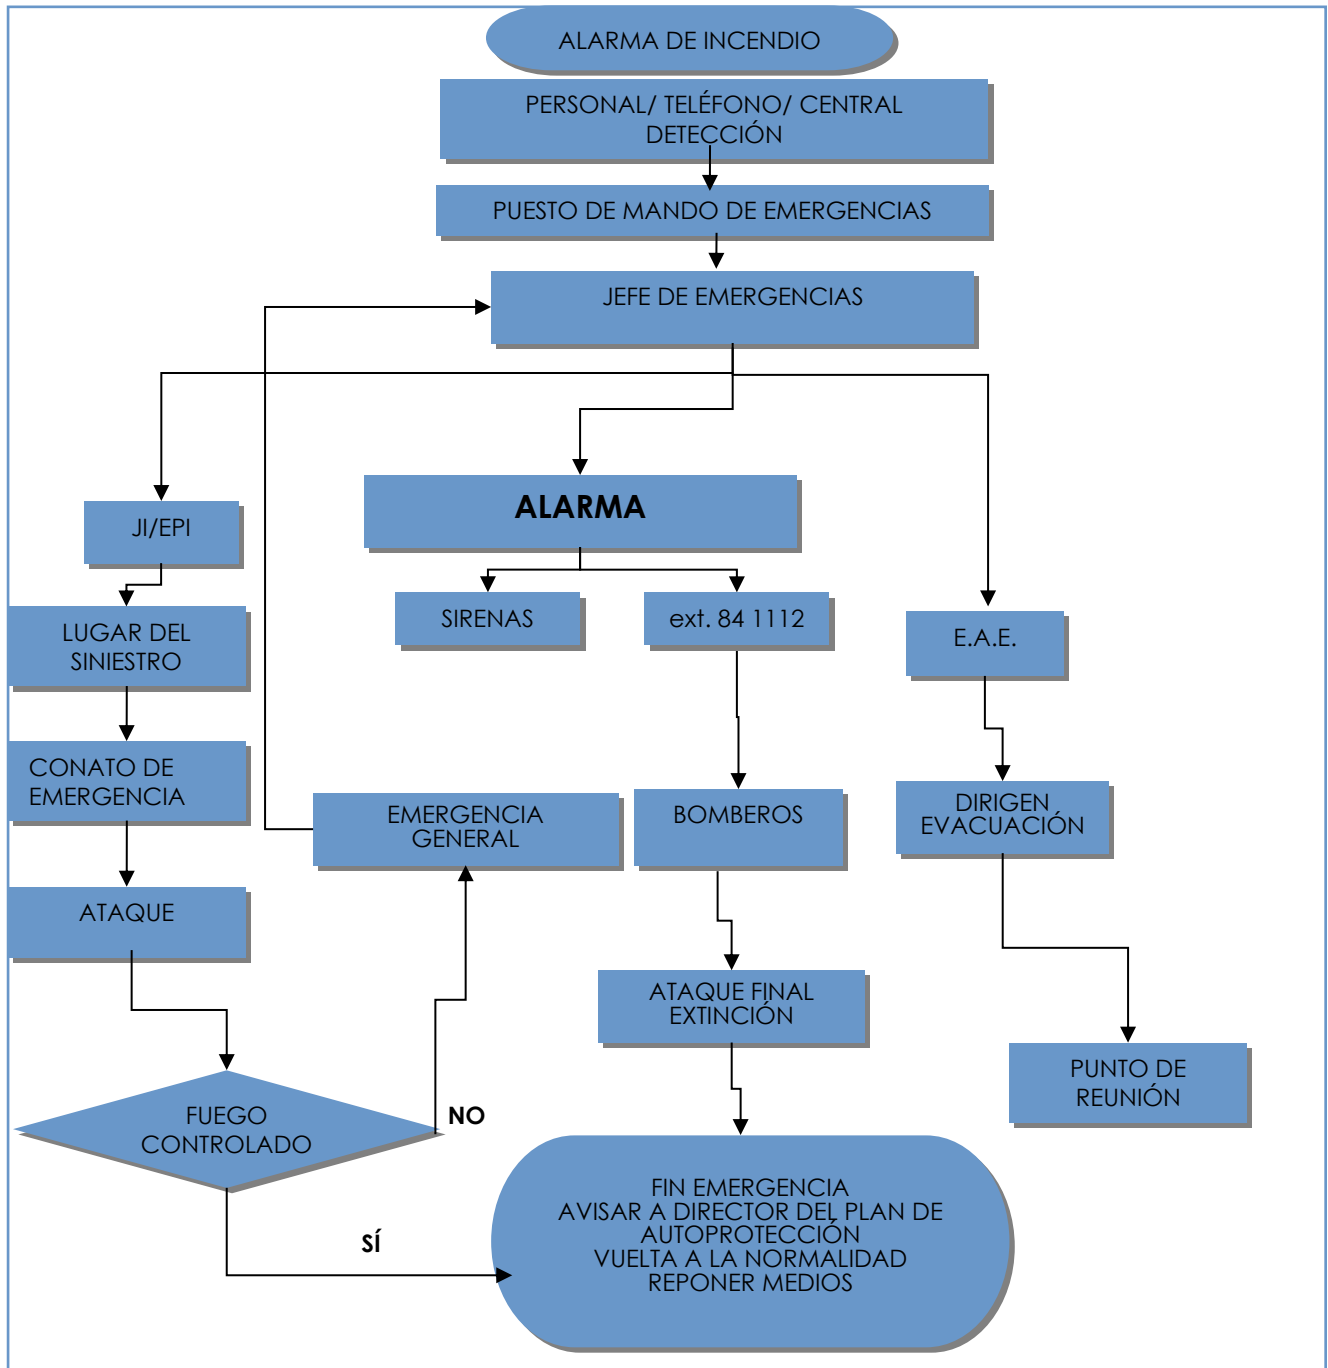 ALARMA DE INCENDIO
PERSONAL/ TELÉFONO/ CENTRAL
DETECCIÓN
PUESTO DE MANDO DE EMERGENCIAS
JEFE DE EMERGENCIAS
ALARMA
JI/EPI
SIRENAS
ext. 84 1112
E.A.E.
LUGAR DEL
SINIESTRO
CONATO DE
EMERGENCIA
EMERGENCIA
GENERAL
BOMBEROS
DIRIGEN
EVACUACIÓN
ATAQUE
ATAQUE FINAL
EXTINCIÓN
PUNTO DE
REUNIÓN
FUEGO
CONTROLADO
NO
SÍ
FIN EMERGENCIA
AVISAR A DIRECTOR DEL PLAN DE
AUTOPROTECCIÓN
VUELTA A LA NORMALIDAD
REPONER MEDIOS